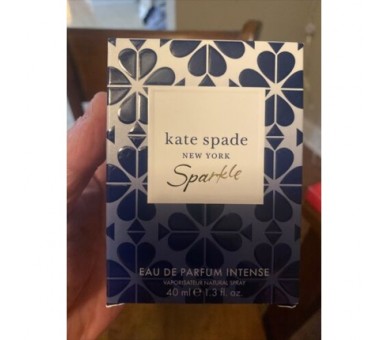 kate spade
NEW YORK
Sparkle
EAU DE PARFUM INTENSE
VAPORISATEUR NATURAL SPRAY
40 ml ℮ 1.3 fl. oz.